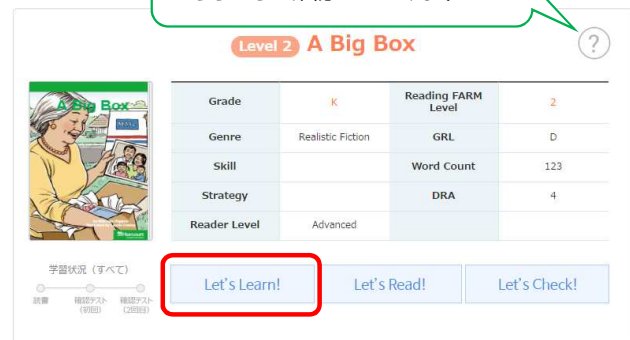 Level 2 A Big Box
?
A Big Box
Grade K Reading FARM Level 2
Genre Realistic Fiction GRL D
Skill Word Count 123
Strategy DRA 4
Reader Level Advanced
Harcourt
学習状況（すべて）
読書 確認テスト（初回） 確認テスト（2回目）
Let's Learn! Let's Read! Let's Check!